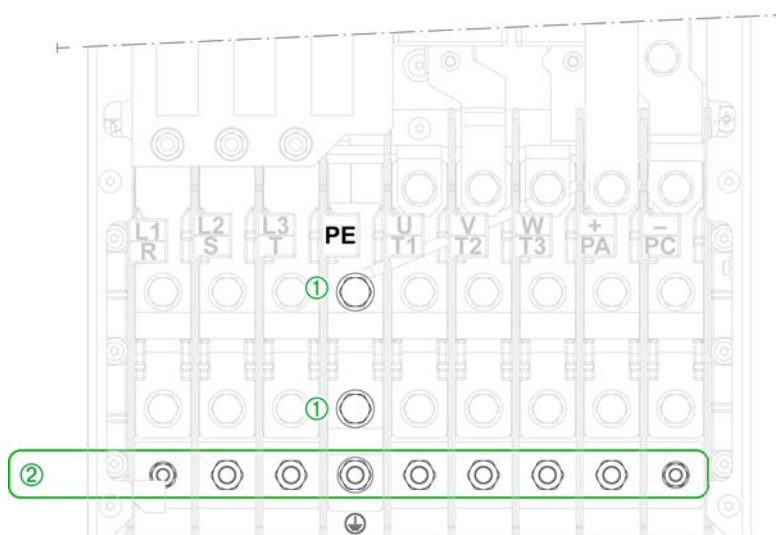 L1 R
L2 S
L3 T
PE
U T1
V T2
W T3
+ PA
− PC
①
①
②